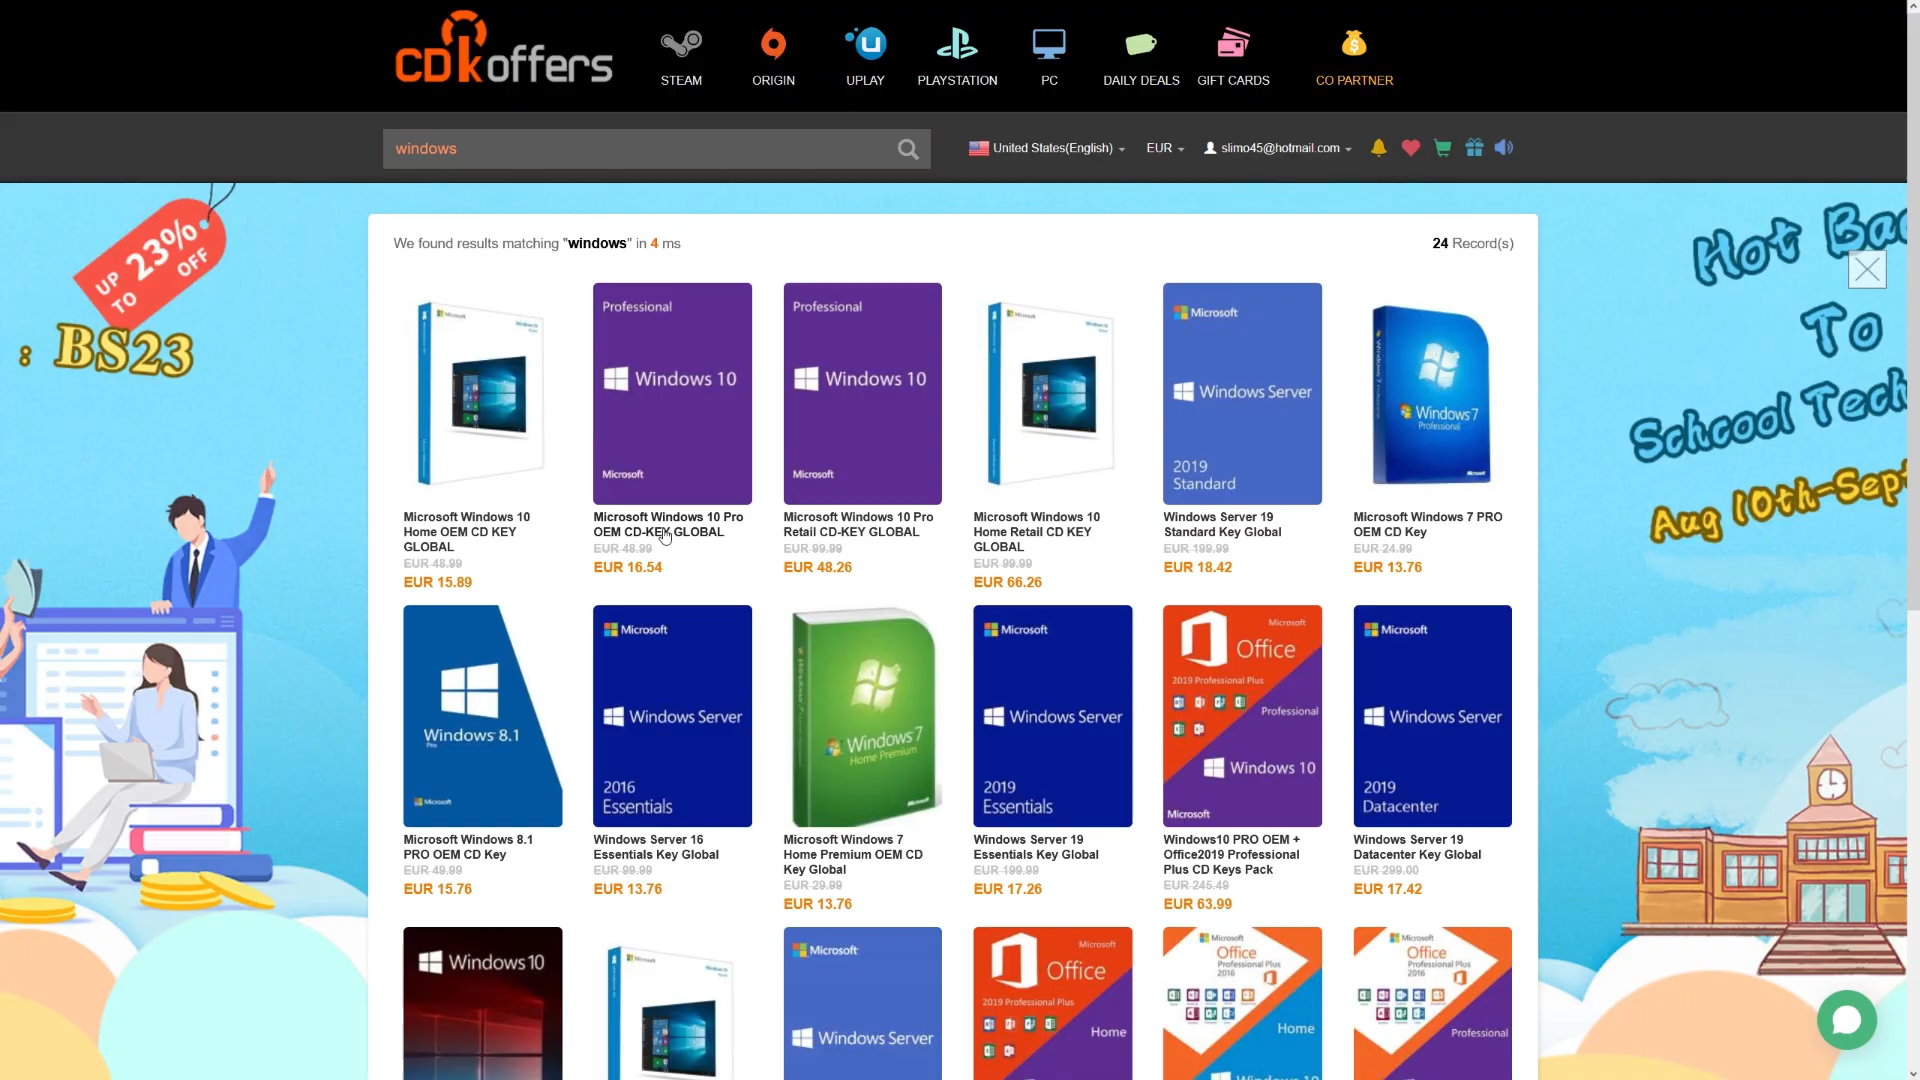 CDkoffers
STEAM
ORIGIN
UPLAY
PLAYSTATION
PC
DAILY DEALS
GIFT CARDS
CO PARTNER
windows
United States(English)
EUR
slimo45@hotmail.com
UP TO 23% OFF
: BS23
Hot Bac
To
School Tech
Aug 10th-Sept
We found results matching "windows" in 4 ms
24 Record(s)
Microsoft
Professional
Windows 10
Microsoft
Professional
Windows 10
Microsoft
Microsoft
Microsoft
Windows Server
2019
Standard
Windows 7
Professional
Microsoft
Microsoft Windows 10
Home OEM CD KEY
GLOBAL
EUR 48.99
EUR 15.89
Microsoft Windows 10 Pro
OEM CD-KEY GLOBAL
EUR 48.99
EUR 16.54
Microsoft Windows 10 Pro
Retail CD-KEY GLOBAL
EUR 99.99
EUR 48.26
Microsoft Windows 10
Home Retail CD KEY
GLOBAL
EUR 99.99
EUR 66.26
Windows Server 19
Standard Key Global
EUR 199.99
EUR 18.42
Microsoft Windows 7 PRO
OEM CD Key
EUR 24.99
EUR 13.76
Windows 8.1
Pro
Microsoft
Microsoft
Windows Server
2016
Essentials
Windows 7
Home Premium
Microsoft
Microsoft
Windows Server
2019
Essentials
Microsoft
Office
2019 Professional Plus
Professional
Windows 10
Microsoft
Microsoft
Windows Server
2019
Datacenter
Microsoft Windows 8.1
PRO OEM CD Key
EUR 49.99
EUR 15.76
Windows Server 16
Essentials Key Global
EUR 99.99
EUR 13.76
Microsoft Windows 7
Home Premium OEM CD
Key Global
EUR 29.99
EUR 13.76
Windows Server 19
Essentials Key Global
EUR 199.99
EUR 17.26
Windows10 PRO OEM +
Office2019 Professional
Plus CD Keys Pack
EUR 245.49
EUR 63.99
Windows Server 19
Datacenter Key Global
EUR 299.00
EUR 17.42
Windows 10
Microsoft
Microsoft
Windows Server
Microsoft
Office
2019 Professional Plus
Home
Microsoft
Office
Professional Plus
2016
Home
Windows 10
Microsoft
Office
Professional Plus
2016
Professional